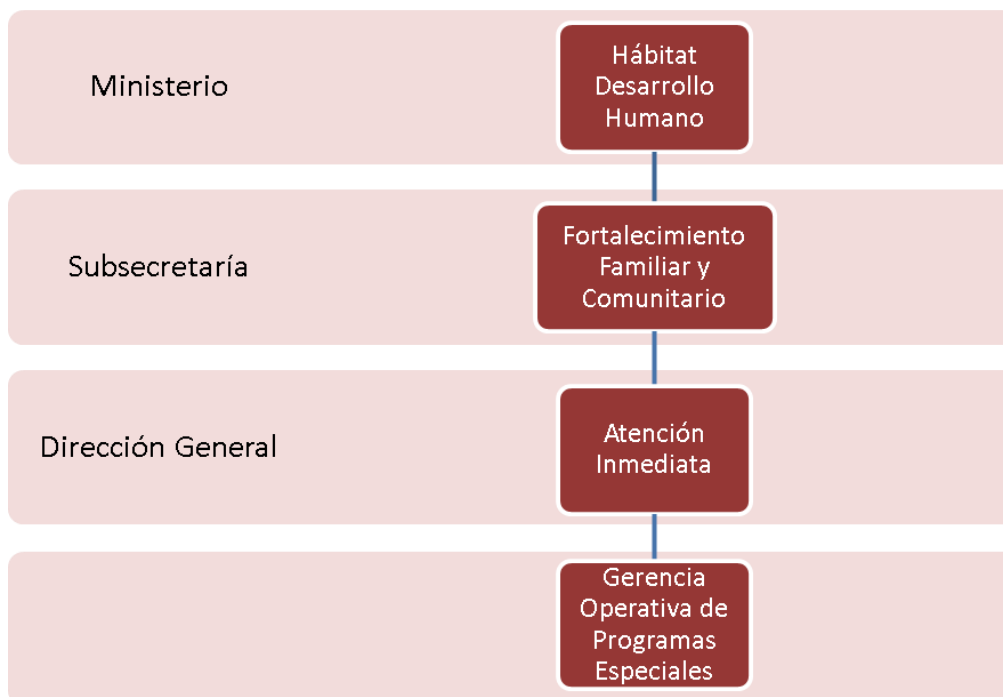 Ministerio
Hábitat
Desarrollo
Humano
Subsecretaría
Fortalecimiento
Familiar y
Comunitario
Dirección General
Atención
Inmediata
Gerencia
Operativa de
Programas
Especiales